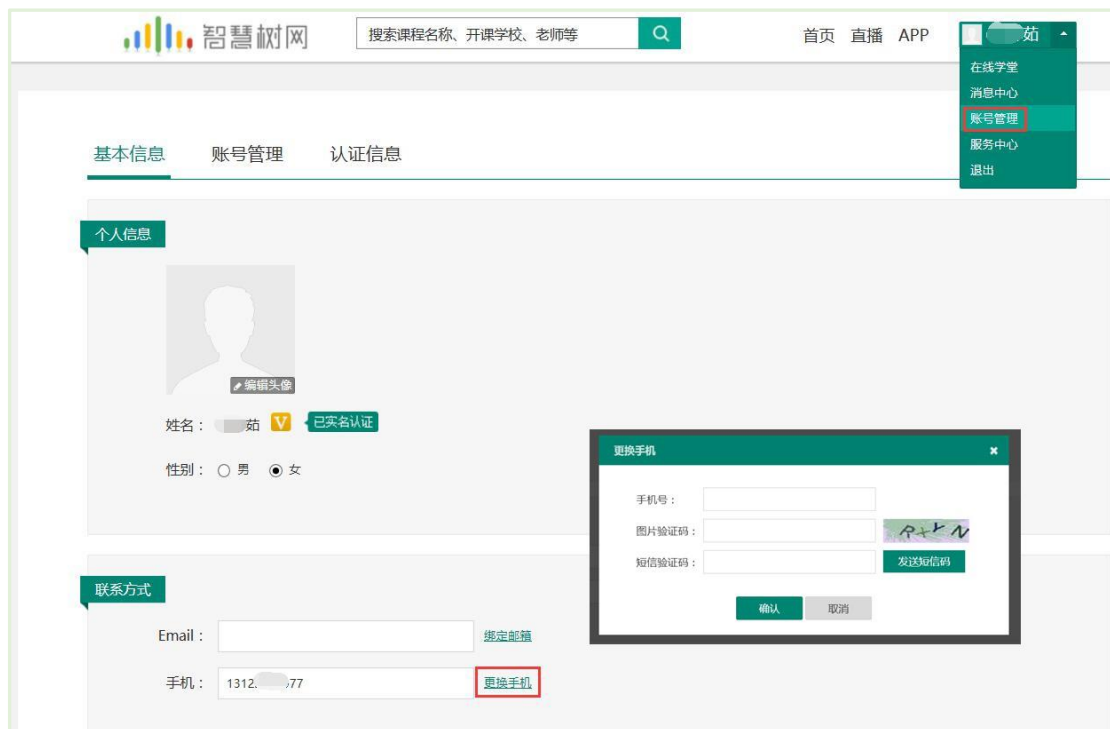 智慧树网
搜索课程名称、开课学校、老师等
首页 直播 APP
茹
在线学堂
消息中心
账号管理
服务中心
退出
基本信息 账号管理 认证信息
个人信息
编辑头像
姓名： 茹 V 已实名认证
性别： 男 女
更换手机
手机号：
图片验证码：
短信验证码： 发送短信码
确认 取消
联系方式
Email： 绑定邮箱
手机： 1312 77 更换手机